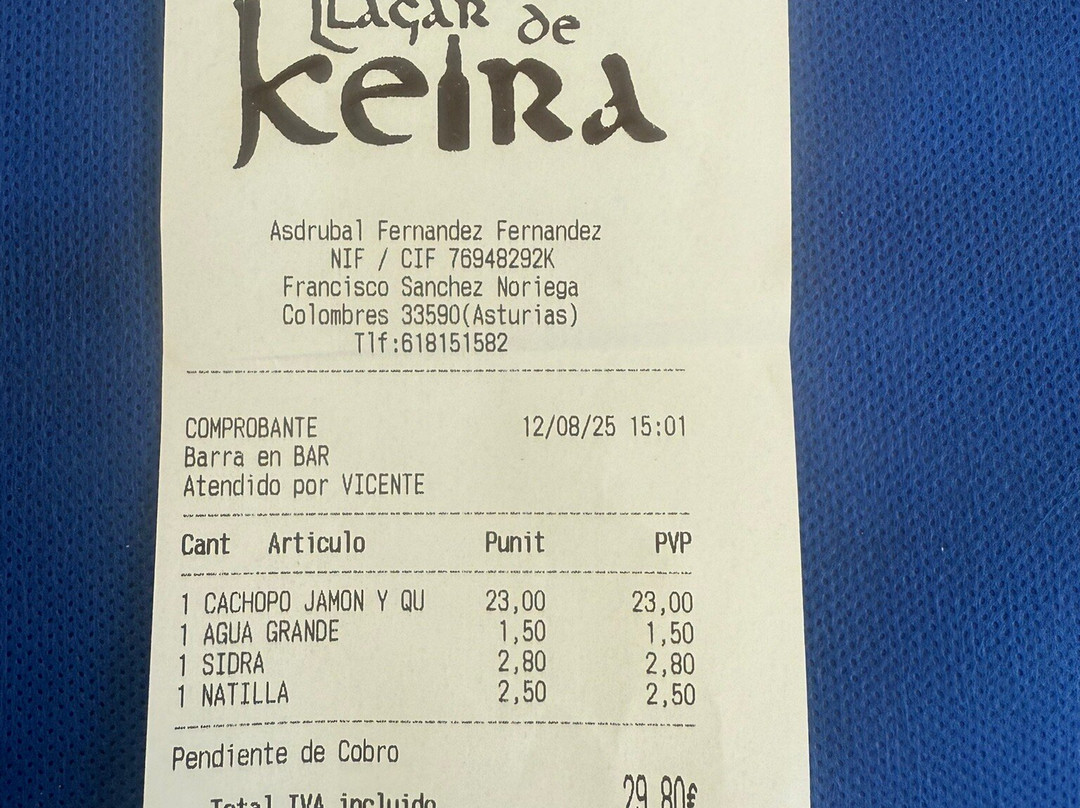 LLAGAR de
KeIRA
Asdrubal Fernandez Fernandez
NIF / CIF 76948292K
Francisco Sanchez Noriega
Colombres 33590(Asturias)
Tlf:618151582
COMPROBANTE 12/08/25 15:01
Barra en BAR
Atendido por VICENTE
Cant Articulo Punit PVP
1 CACHOPO JAMON Y QU 23,00 23,00
1 AGUA GRANDE 1,50 1,50
1 SIDRA 2,80 2,80
1 NATILLA 2,50 2,50
Pendiente de Cobro
Total IVA incluido 29,80€